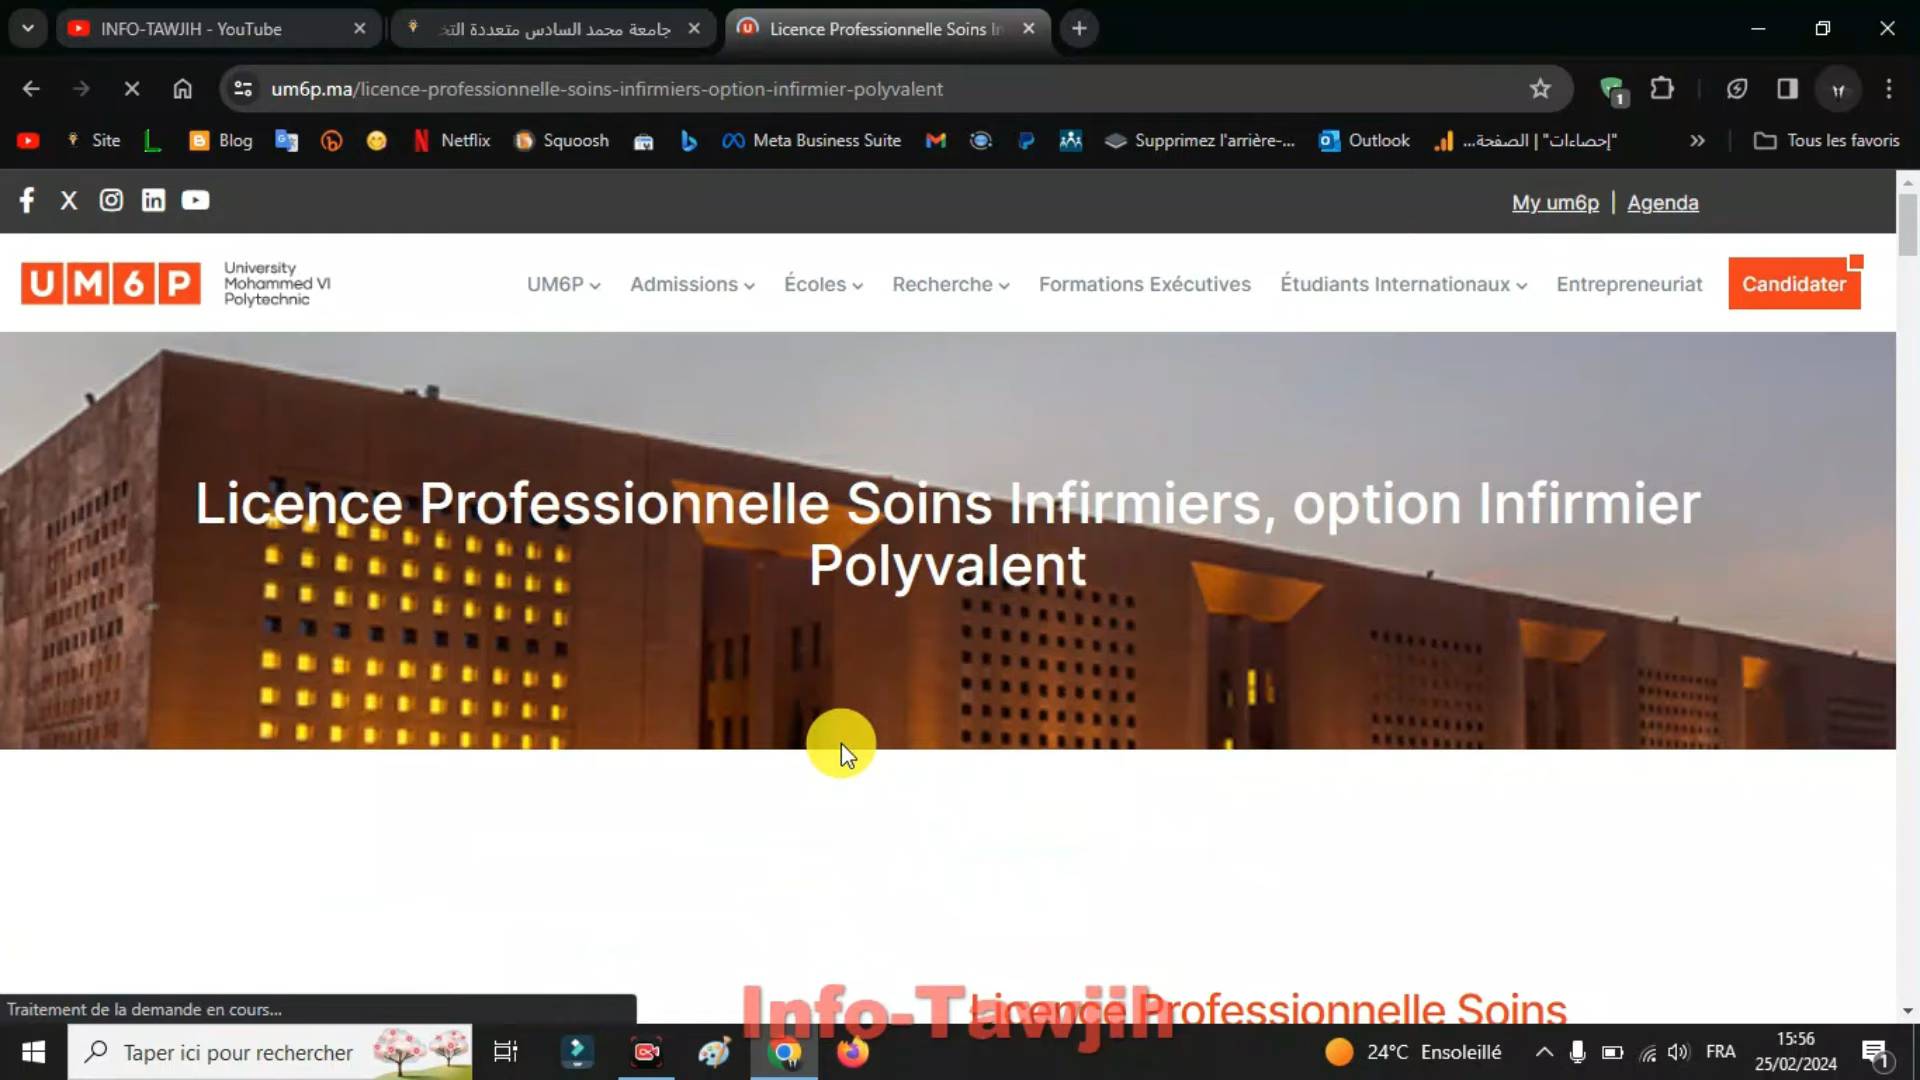 INFO-TAWJIH - YouTube
جامعة محمد السادس متعددة التخ
Licence Professionnelle Soins In
um6p.ma/licence-professionnelle-soins-infirmiers-option-infirmier-polyvalent
1
Site
Blog
Netflix
Squoosh
Meta Business Suite
Supprimez l'arrière-...
Outlook
"إحصاءات" | الصفحة...
Tous les favoris
My um6p | Agenda
UM6P
University
Mohammed VI
Polytechnic
UM6P
Admissions
Écoles
Recherche
Formations Exécutives
Étudiants Internationaux
Entrepreneuriat
Candidater
Licence Professionnelle Soins Infirmiers, option Infirmier
Polyvalent
Licence Professionnelle Soins
Traitement de la demande en cours...
Info-Tawjih
Taper ici pour rechercher
24°C Ensoleillé
FRA
15:56
25/02/2024
1